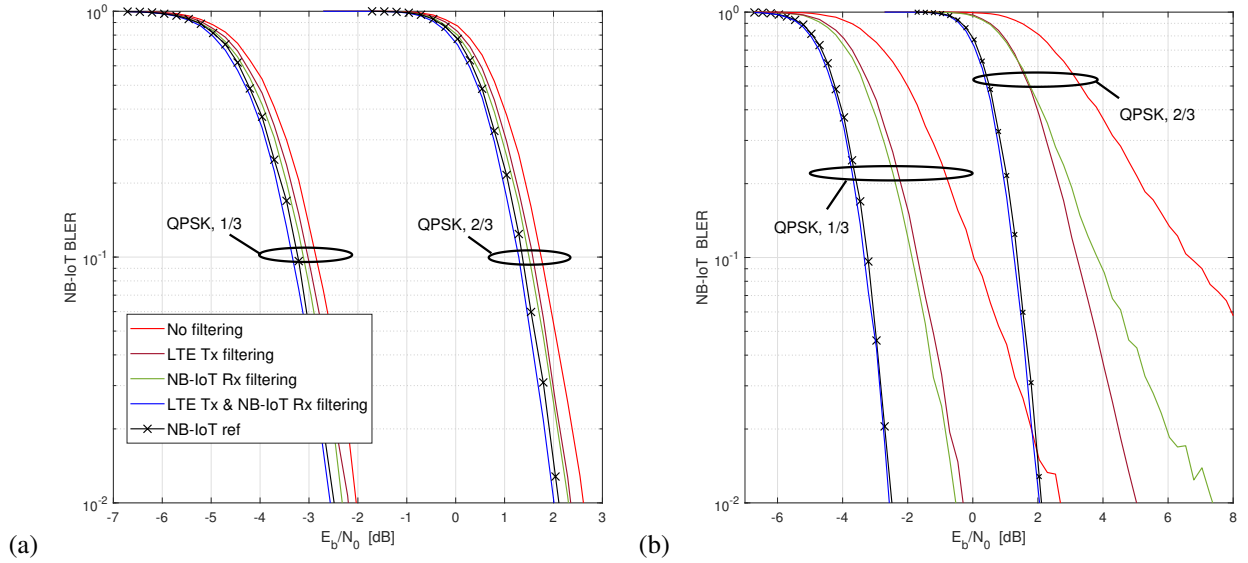 NB-IoT BLER
10^0
10^-1
10^-2
QPSK, 1/3
QPSK, 2/3
No filtering
LTE Tx filtering
NB-IoT Rx filtering
LTE Tx & NB-IoT Rx filtering
NB-IoT ref
-7 -6 -5 -4 -3 -2 -1 0 1 2 3
E_b/N_0 [dB]
(a)
NB-IoT BLER
10^0
10^-1
10^-2
QPSK, 2/3
QPSK, 1/3
-6 -4 -2 0 2 4 6 8
E_b/N_0 [dB]
(b)